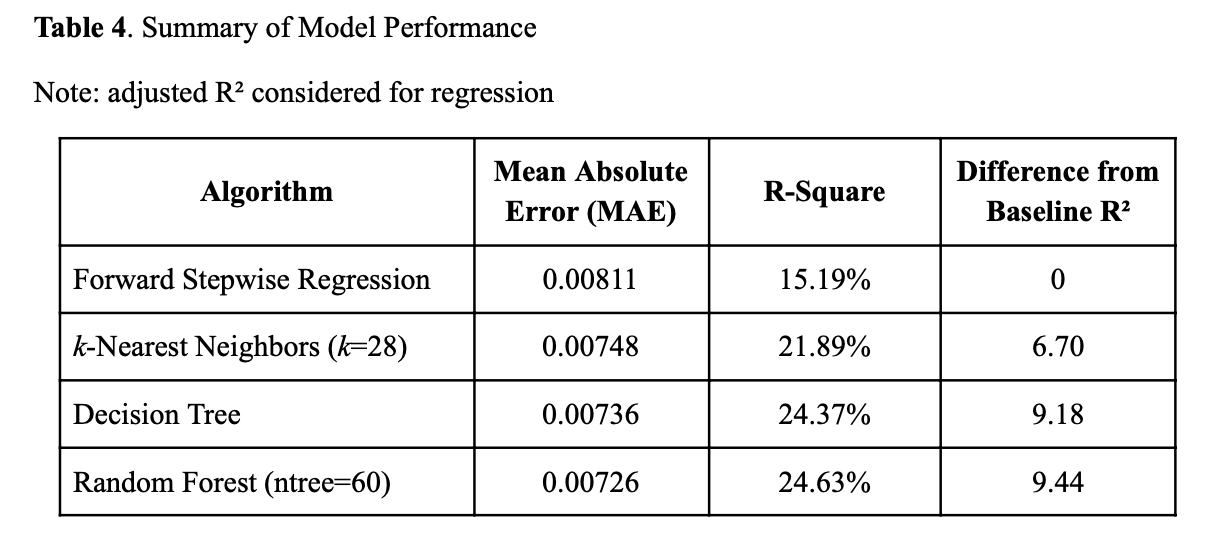 Table 4. Summary of Model Performance
Note: adjusted R² considered for regression
Algorithm
Mean Absolute
Error (MAE)
R-Square
Difference from
Baseline R²
Forward Stepwise Regression 0.00811 15.19% 0
k-Nearest Neighbors (k=28) 0.00748 21.89% 6.70
Decision Tree 0.00736 24.37% 9.18
Random Forest (ntree=60) 0.00726 24.63% 9.44